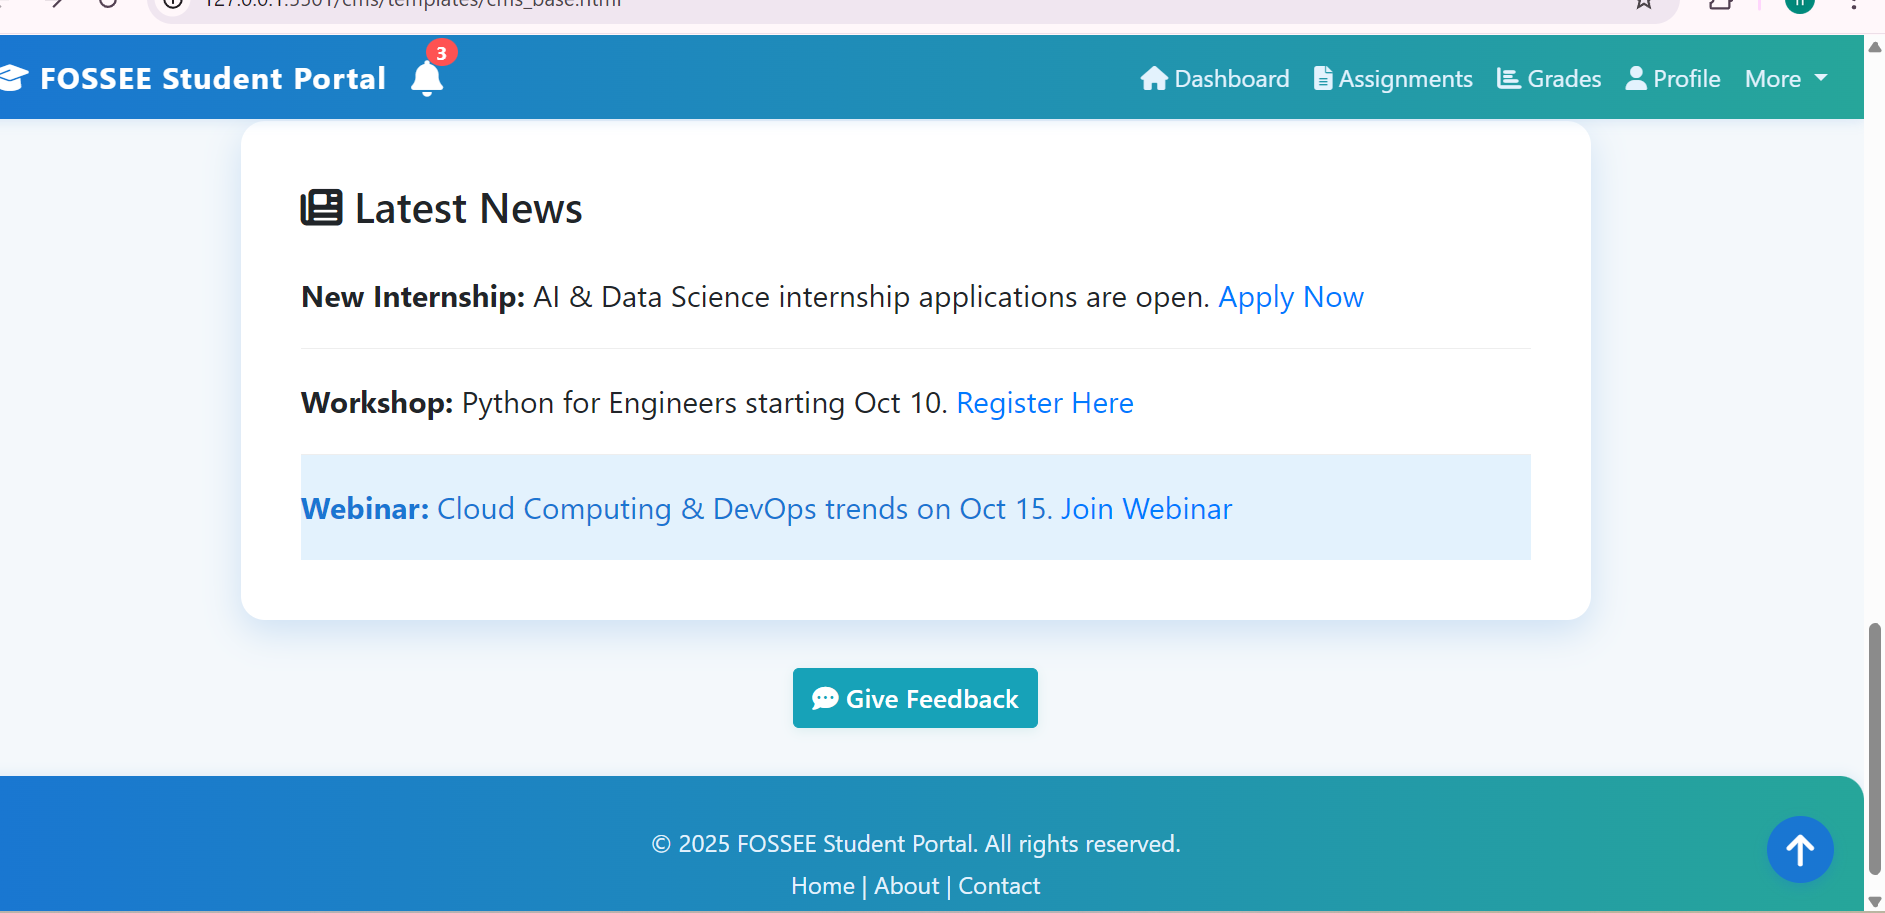 127.0.0.1:5501/cms/templates/cms_base.html
FOSSEE Student Portal
3
Dashboard
Assignments
Grades
Profile
More
Latest News
New Internship: AI & Data Science internship applications are open. Apply Now
Workshop: Python for Engineers starting Oct 10. Register Here
Webinar: Cloud Computing & DevOps trends on Oct 15. Join Webinar
Give Feedback
© 2025 FOSSEE Student Portal. All rights reserved.
Home | About | Contact